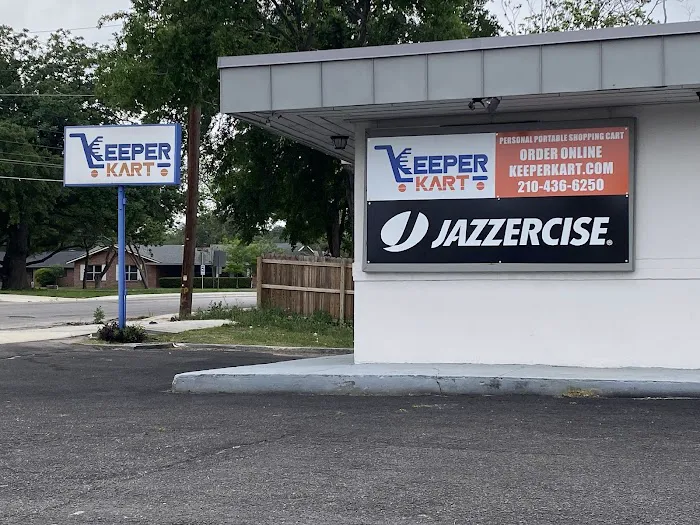 KEEPER
KART
KEEPER
KART
PERSONAL PORTABLE SHOPPING CART
ORDER ONLINE
KEEPERKART.COM
210-436-6250
JAZZERCISE®